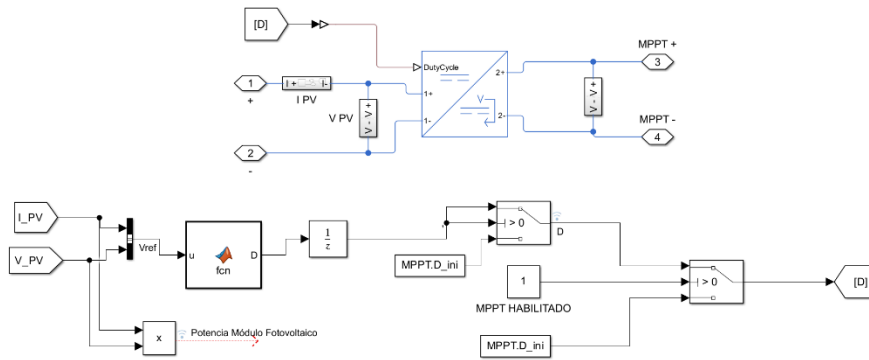 [D]
MPPT +
DutyCycle
1
+
I+
I-
I PV
1+
2+
3
V PV
V - V +
V
V - V +
1-
2-
MPPT -
2
-
4
I_PV
V_PV
Vref
u
fcn
D
1
z
> 0
D
MPPT.D_ini
1
MPPT HABILITADO
> 0
[D]
x
Potencia Módulo Fotovoltaico
MPPT.D_ini